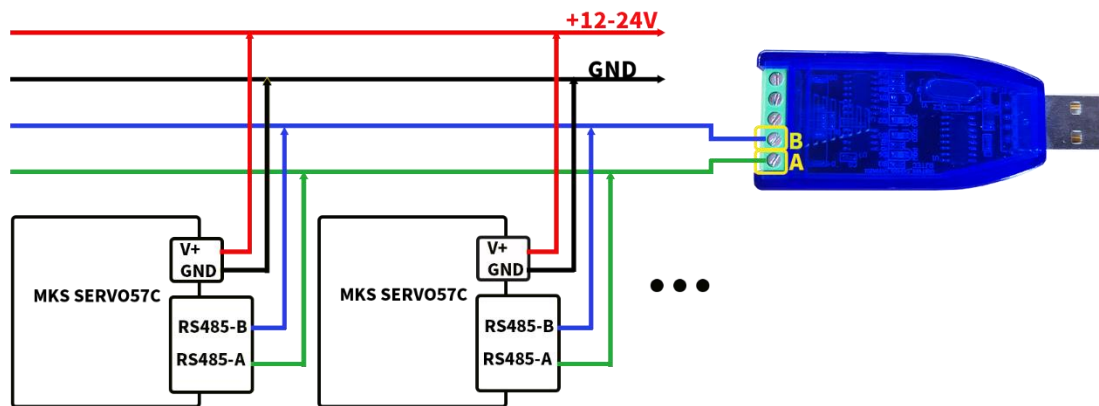 +12-24V
GND
B
A
V+
GND
MKS SERVO57C
RS485-B
RS485-A
V+
GND
MKS SERVO57C
RS485-B
RS485-A